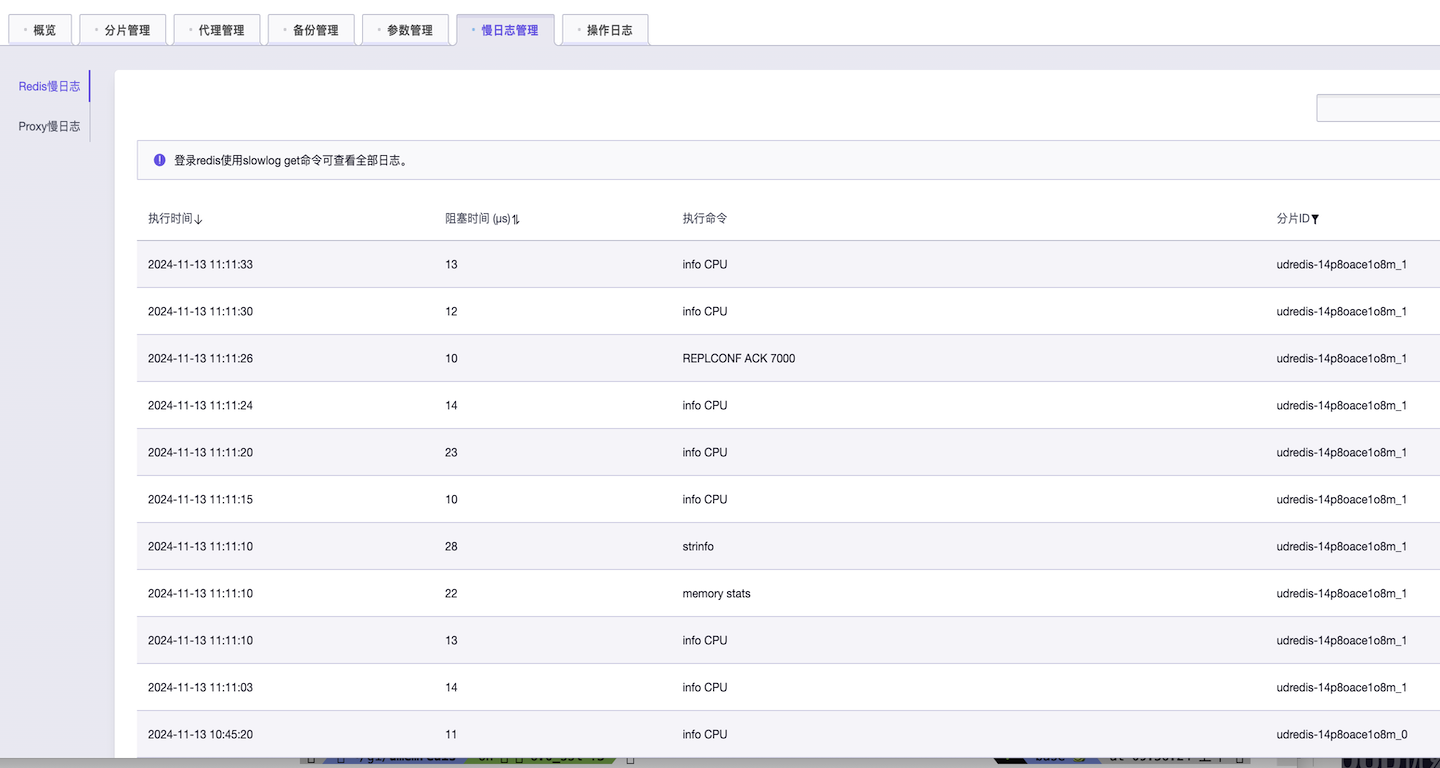 概览 分片管理 代理管理 备份管理 参数管理 慢日志管理 操作日志
Redis慢日志
Proxy慢日志
登录redis使用slowlog get命令可查看全部日志。
执行时间 阻塞时间 (μs) 执行命令 分片ID
2024-11-13 11:11:33 13 info CPU udredis-14p8oace1o8m_1
2024-11-13 11:11:30 12 info CPU udredis-14p8oace1o8m_1
2024-11-13 11:11:26 10 REPLCONF ACK 7000 udredis-14p8oace1o8m_1
2024-11-13 11:11:24 14 info CPU udredis-14p8oace1o8m_1
2024-11-13 11:11:20 23 info CPU udredis-14p8oace1o8m_1
2024-11-13 11:11:15 10 info CPU udredis-14p8oace1o8m_1
2024-11-13 11:11:10 28 strinfo udredis-14p8oace1o8m_1
2024-11-13 11:11:10 22 memory stats udredis-14p8oace1o8m_1
2024-11-13 11:11:10 13 info CPU udredis-14p8oace1o8m_1
2024-11-13 11:11:03 14 info CPU udredis-14p8oace1o8m_1
2024-11-13 10:45:20 11 info CPU udredis-14p8oace1o8m_0